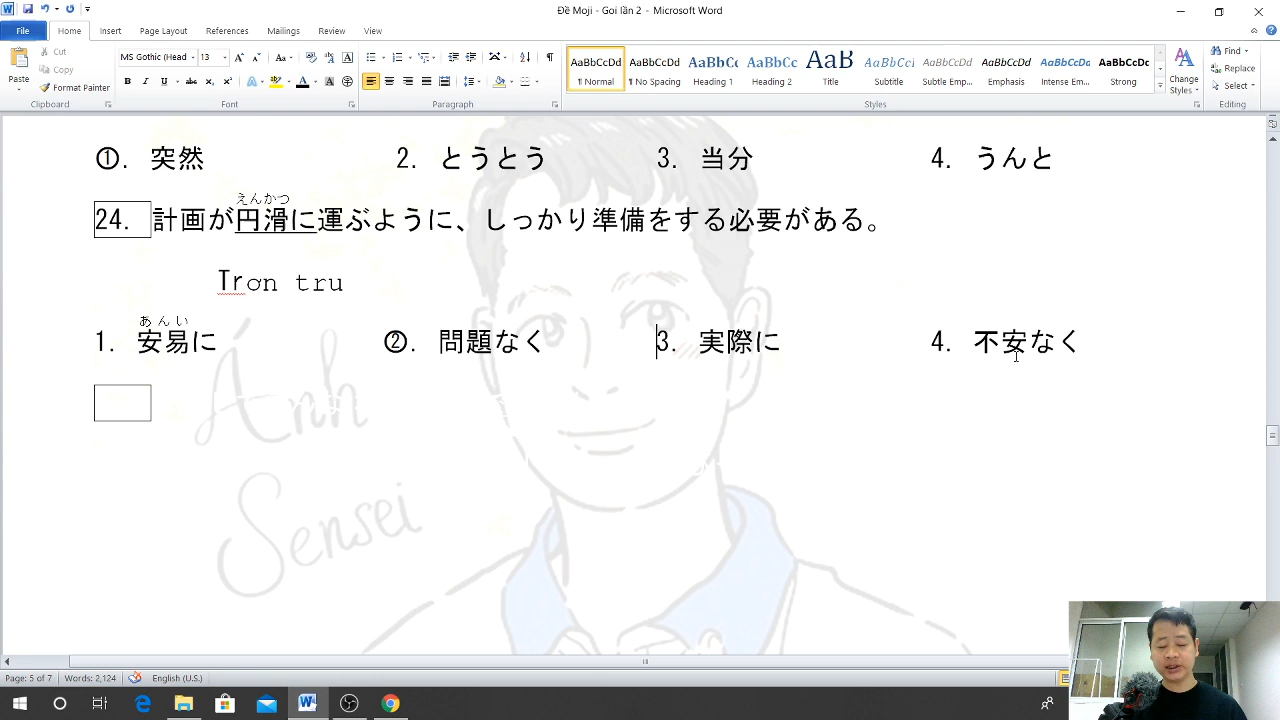 Đề Moji - Goi lần 2 - Microsoft Word
File Home Insert Page Layout References Mailings Review View
Paste
Cut
Copy
Format Painter
Clipboard
MS Gothic (Head 13
Font
Paragraph
AaBbCcDd AaBbCcDd AaBbCc AaBbCc AaB AaBbCcI AaBbCcDd AaBbCcDd AaBbCcDd AaBbCcDc
¶ Normal ¶ No Spacing Heading 1 Heading 2 Title Subtitle Subtle Emp... Emphasis Intense Em... Strong
Styles
Change Styles
Find
Replace
Select
Editing
①. 突然 2. とうとう 3. 当分 4. うんと
えんかつ
24. 計画が円滑に運ぶように、しっかり準備をする必要がある。
Trơn tru
あんい
1. 安易に ②. 問題なく 3. 実際に 4. 不安なく
Ánh
Sensei
Page: 5 of 7 Words: 2,124 English (U.S.)